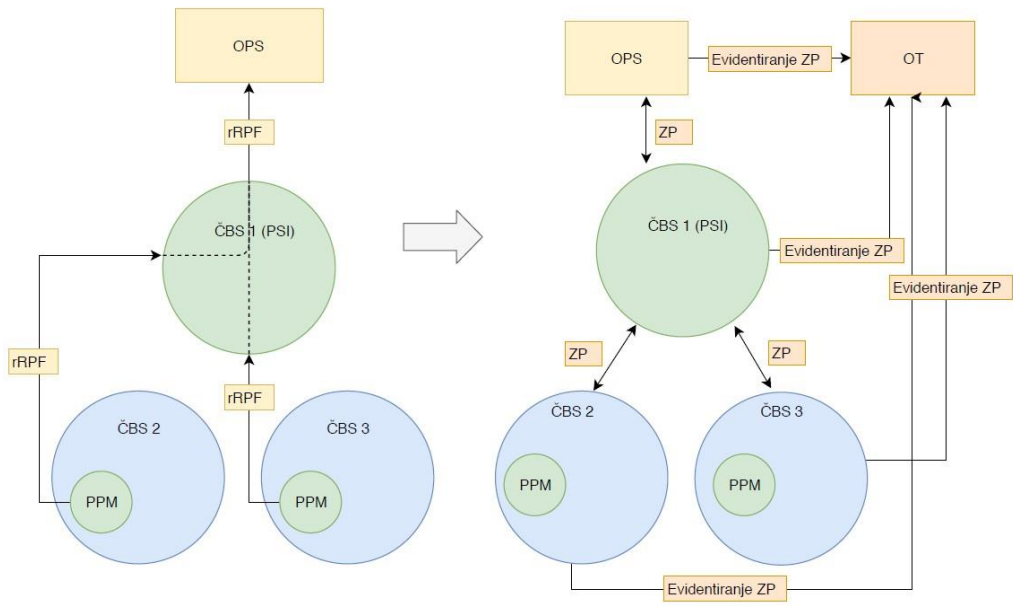 OPS
rRPF
ČBS 1 (PSI)
rRPF
rRPF
ČBS 2
ČBS 3
PPM
PPM
OPS
Evidentiranje ZP
OT
ZP
ČBS 1 (PSI)
Evidentiranje ZP
Evidentiranje ZP
ZP
ZP
ČBS 2
ČBS 3
PPM
PPM
Evidentiranje ZP